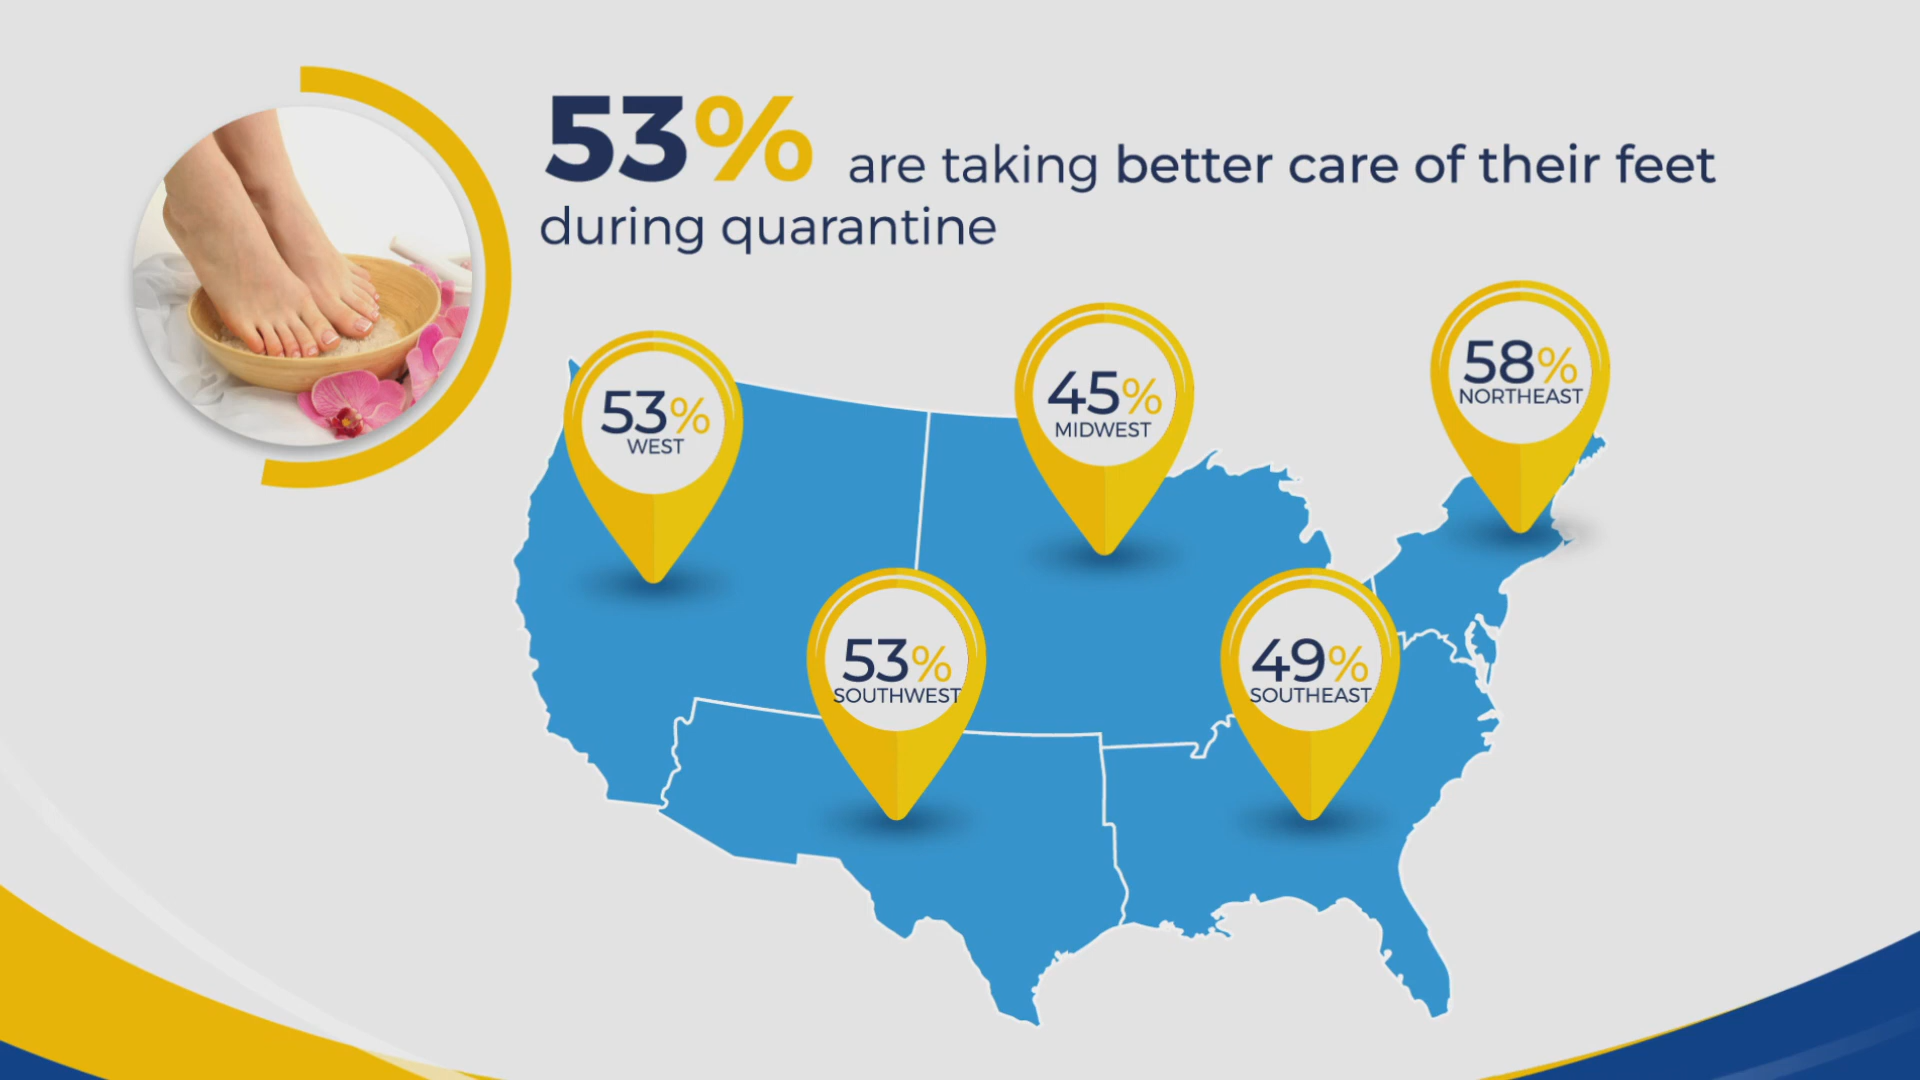 53% are taking better care of their feet
during quarantine
53%
WEST
45%
MIDWEST
58%
NORTHEAST
53%
SOUTHWEST
49%
SOUTHEAST